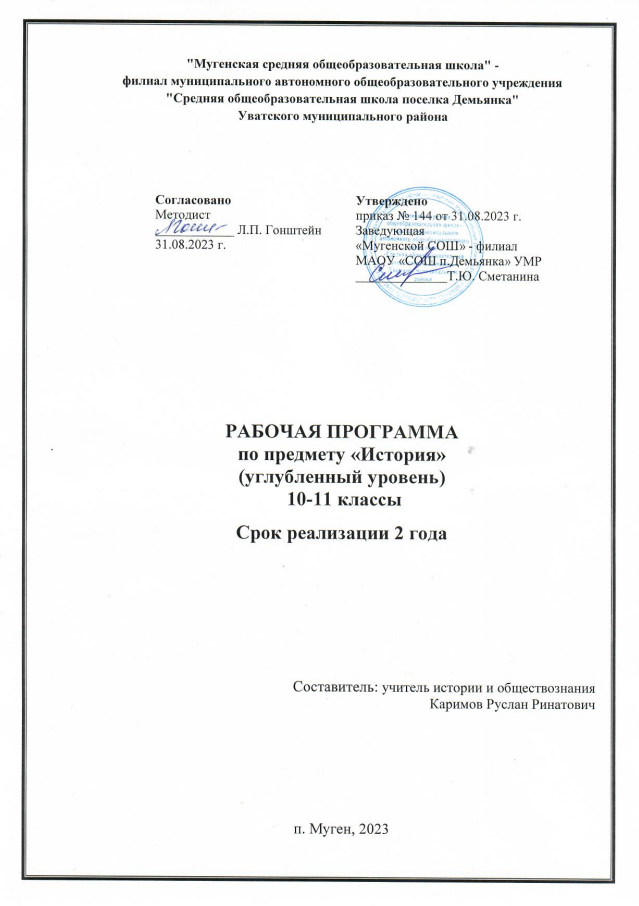 "Мугенская средняя общеобразовательная школа" -
филиал муниципального автономного общеобразовательного учреждения
"Средняя общеобразовательная школа поселка Демьянка"
Уватского муниципального района
Согласовано
Методист
____________ Л.П. Гонштейн
31.08.2023 г.
Утверждено
приказ № 144 от 31.08.2023 г.
Заведующая
«Мугенской СОШ» - филиал
МАОУ «СОШ п.Демьянка» УМР
______________Т.Ю. Сметанина
РАБОЧАЯ ПРОГРАММА
по предмету «История»
(углубленный уровень)
10-11 классы
Срок реализации 2 года
Составитель: учитель истории и обществознания
Каримов Руслан Ринатович
п. Муген, 2023